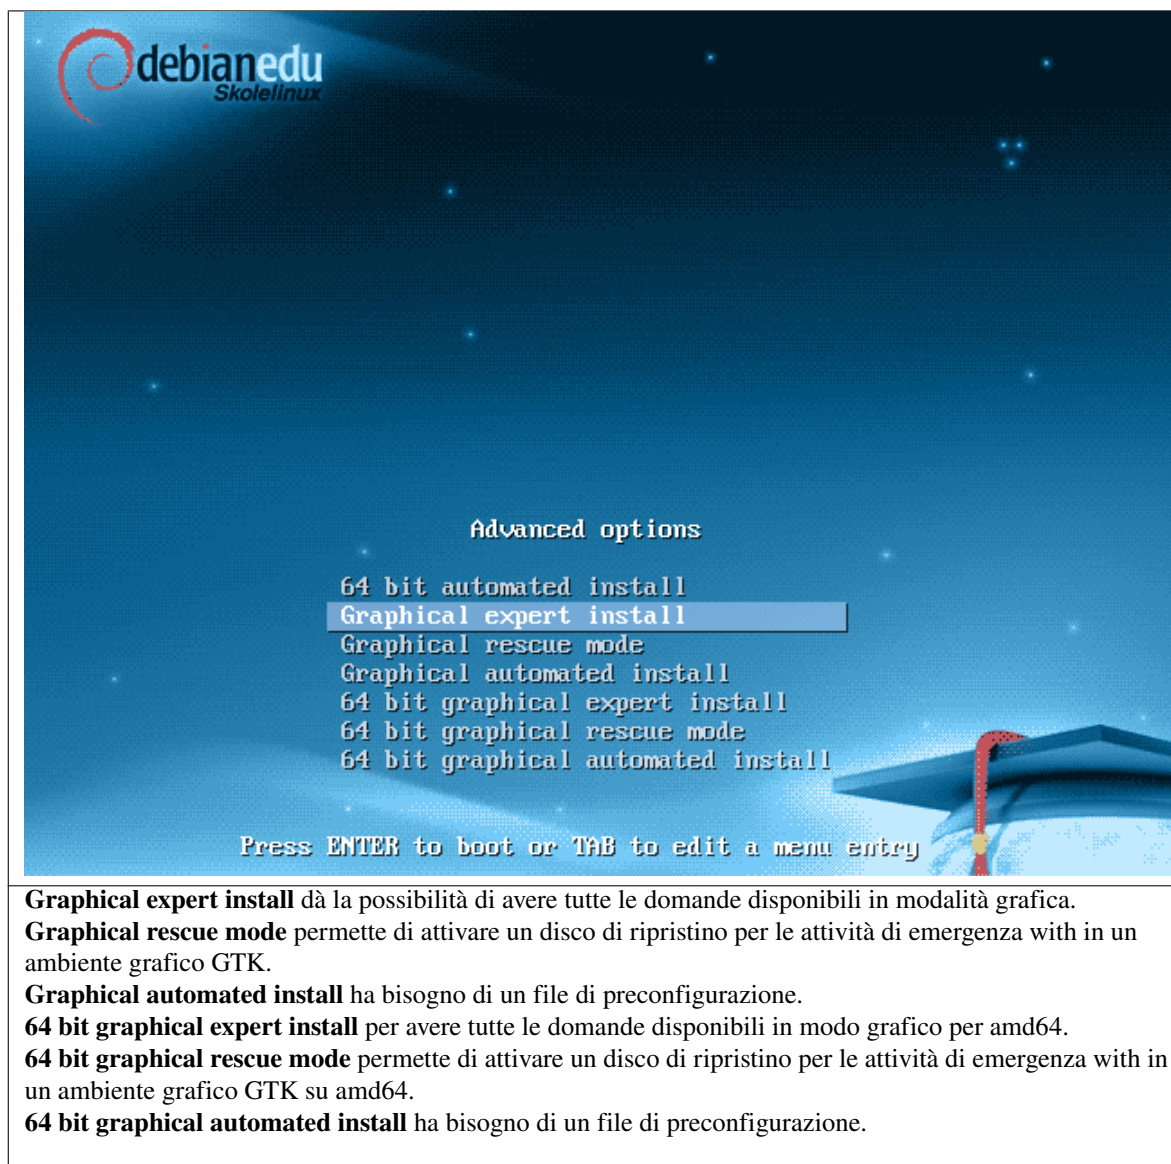 debianedu
Skolelinux
Advanced options
64 bit automated install
Graphical expert install
Graphical rescue mode
Graphical automated install
64 bit graphical expert install
64 bit graphical rescue mode
64 bit graphical automated install
Press ENTER to boot or TAB to edit a menu entry
Graphical expert install dà la possibilità di avere tutte le domande disponibili in modalità grafica.
Graphical rescue mode permette di attivare un disco di ripristino per le attività di emergenza with in un
ambiente grafico GTK.
Graphical automated install ha bisogno di un file di preconfigurazione.
64 bit graphical expert install per avere tutte le domande disponibili in modo grafico per amd64.
64 bit graphical rescue mode permette di attivare un disco di ripristino per le attività di emergenza with in
un ambiente grafico GTK su amd64.
64 bit graphical automated install ha bisogno di un file di preconfigurazione.